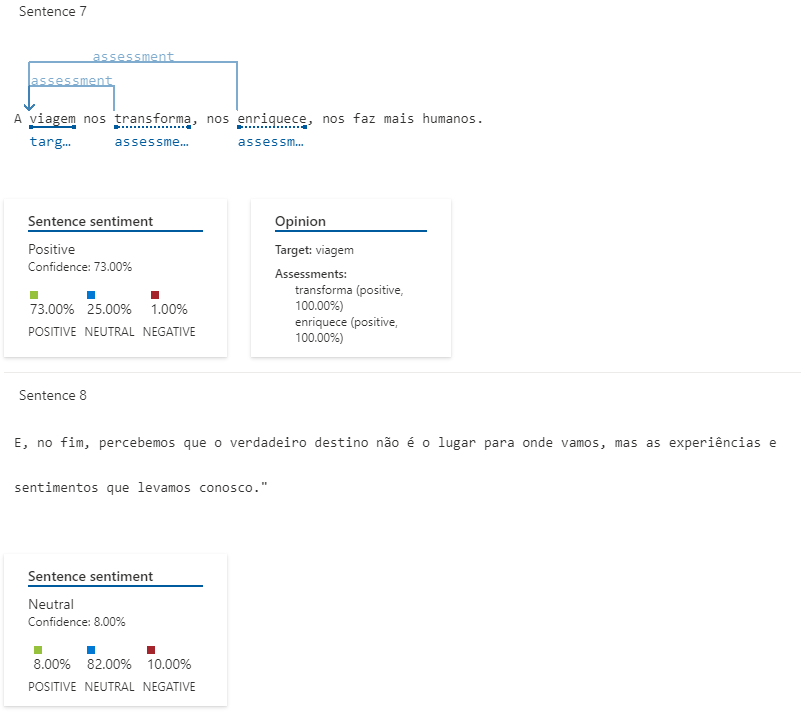 Sentence 7
assessment
assessment
A viagem nos transforma, nos enriquece, nos faz mais humanos.
targ… assessme… assessm…
Sentence sentiment
Positive
Confidence: 73.00%
73.00% 25.00% 1.00%
POSITIVE NEUTRAL NEGATIVE
Opinion
Target: viagem
Assessments:
transforma (positive,
100.00%)
enriquece (positive,
100.00%)
Sentence 8
E, no fim, percebemos que o verdadeiro destino não é o lugar para onde vamos, mas as experiências e
sentimentos que levamos conosco."
Sentence sentiment
Neutral
Confidence: 8.00%
8.00% 82.00% 10.00%
POSITIVE NEUTRAL NEGATIVE